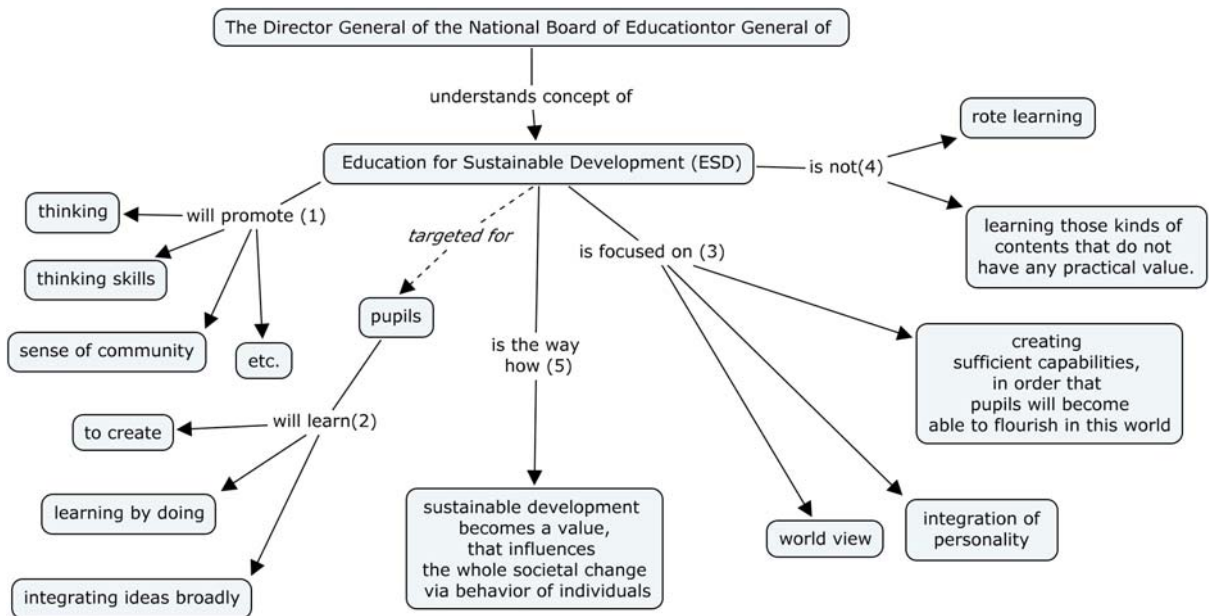 The Director General of the National Board of Educationtor General of
understands concept of
rote learning
Education for Sustainable Development (ESD)
is not(4)
thinking
will promote (1)
targeted for
learning those kinds of
contents that do not
have any practical value.
is focused on (3)
thinking skills
pupils
sense of community
etc.
is the way
how (5)
creating
sufficient capabilities,
in order that
pupils will become
able to flourish in this world
to create
will learn(2)
learning by doing
sustainable development
becomes a value,
that influences
the whole societal change
via behavior of individuals
world view
integration of
personality
integrating ideas broadly